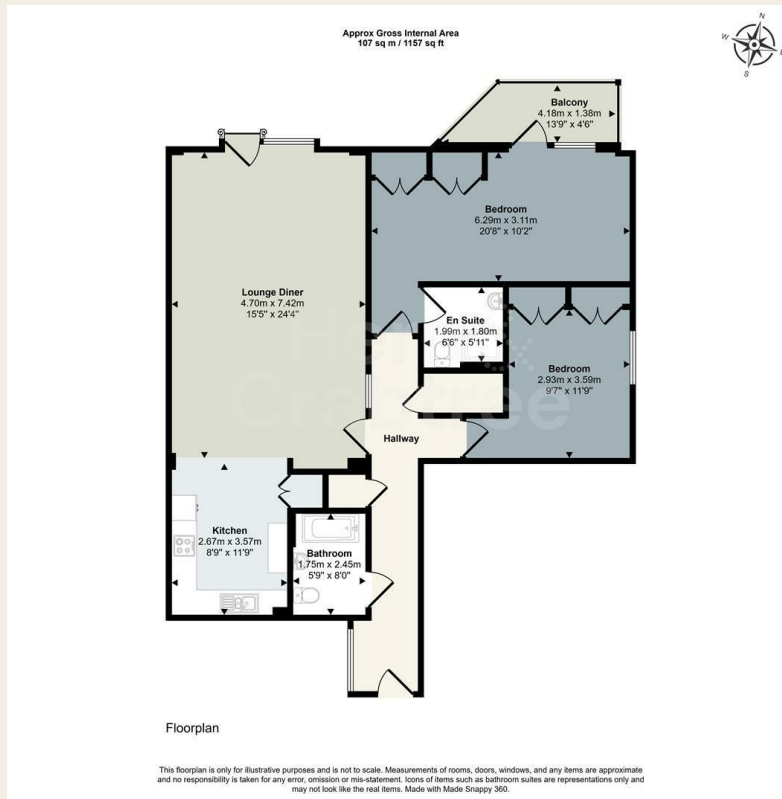 Approx Gross Internal Area
107 sq m / 1157 sq ft
N
W
S
Balcony
4.18m x 1.38m
13'9" x 4'6"
Bedroom
6.29m x 3.11m
20'8" x 10'2"
Lounge Diner
4.70m x 7.42m
15'5" x 24'4"
En Suite
1.99m x 1.80m
6'6" x 5'11"
Bedroom
2.93m x 3.59m
9'7" x 11'9"
Hallway
Kitchen
2.67m x 3.57m
8'9" x 11'9"
Bathroom
1.75m x 2.45m
5'9" x 8'0"
Crabtree
Floorplan
This floorplan is only for illustrative purposes and is not to scale. Measurements of rooms, doors, windows, and any items are approximate
and no responsibility is taken for any error, omission or mis-statement. Icons of items such as bathroom suites are representations only and
may not look like the real items. Made with Made Snappy 360.